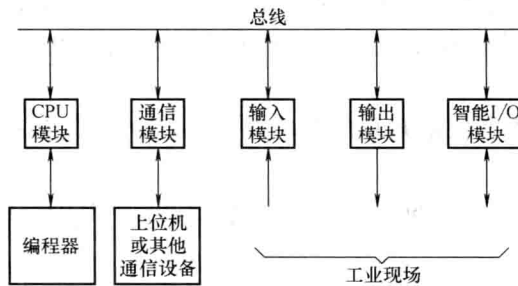 总线
CPU
模块
通信
模块
输入
模块
输出
模块
智能I/O
模块
编程器
上位机
或其他
通信设备
工业现场